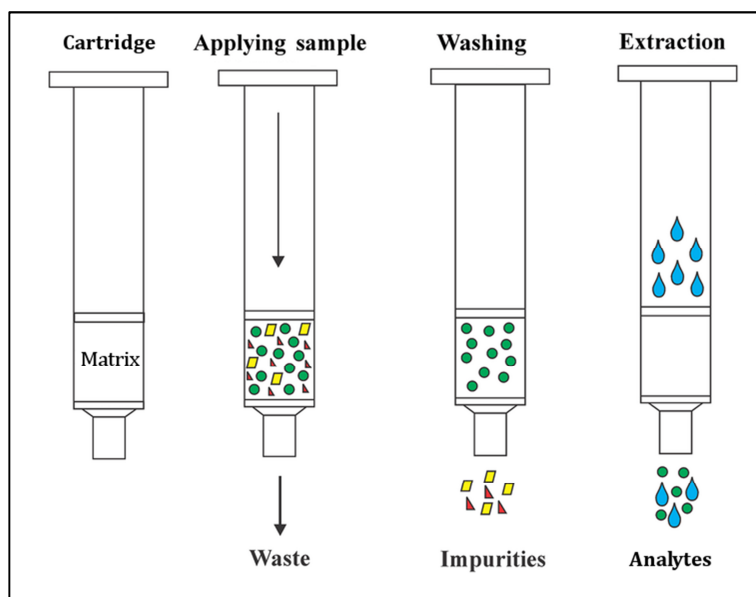 Cartridge
Applying sample
Washing
Extraction
Matrix
Waste
Impurities
Analytes